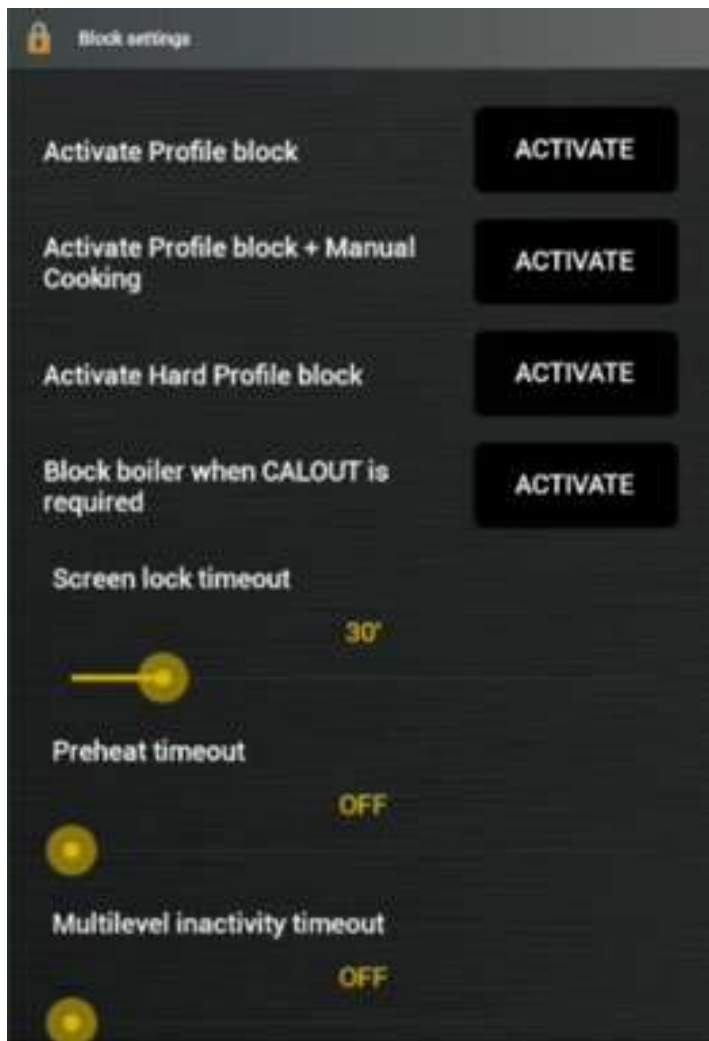 Block settings
Activate Profile block
ACTIVATE
Activate Profile block + Manual
Cooking
ACTIVATE
Activate Hard Profile block
ACTIVATE
Block boiler when CALOUT is
required
ACTIVATE
Screen lock timeout
30"
Preheat timeout
OFF
Multilevel inactivity timeout
OFF